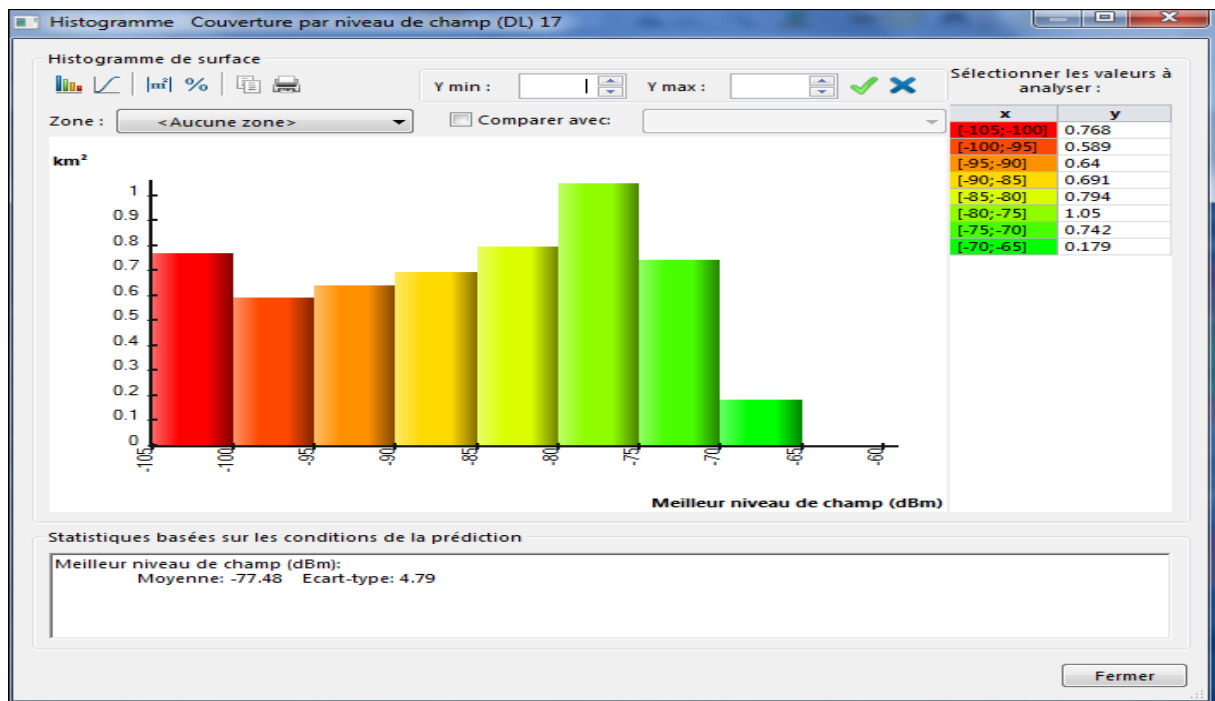 Histogramme Couverture par niveau de champ (DL) 17
Histogramme de surface
|m²| %
Y min :
Y max :
Zone :
<Aucune zone>
Comparer avec:
Sélectionner les valeurs à
analyser :
x y
[-105;-100] 0.768
[-100;-95] 0.589
[-95;-90] 0.64
[-90;-85] 0.691
[-85;-80] 0.794
[-80;-75] 1.05
[-75;-70] 0.742
[-70;-65] 0.179
km²
1
0.9
0.8
0.7
0.6
0.5
0.4
0.3
0.2
0.1
0
-105 -100 -95 -90 -85 -80 -75 -70 -65 -60
Meilleur niveau de champ (dBm)
Statistiques basées sur les conditions de la prédiction
Meilleur niveau de champ (dBm):
Moyenne: -77.48 Ecart-type: 4.79
Fermer